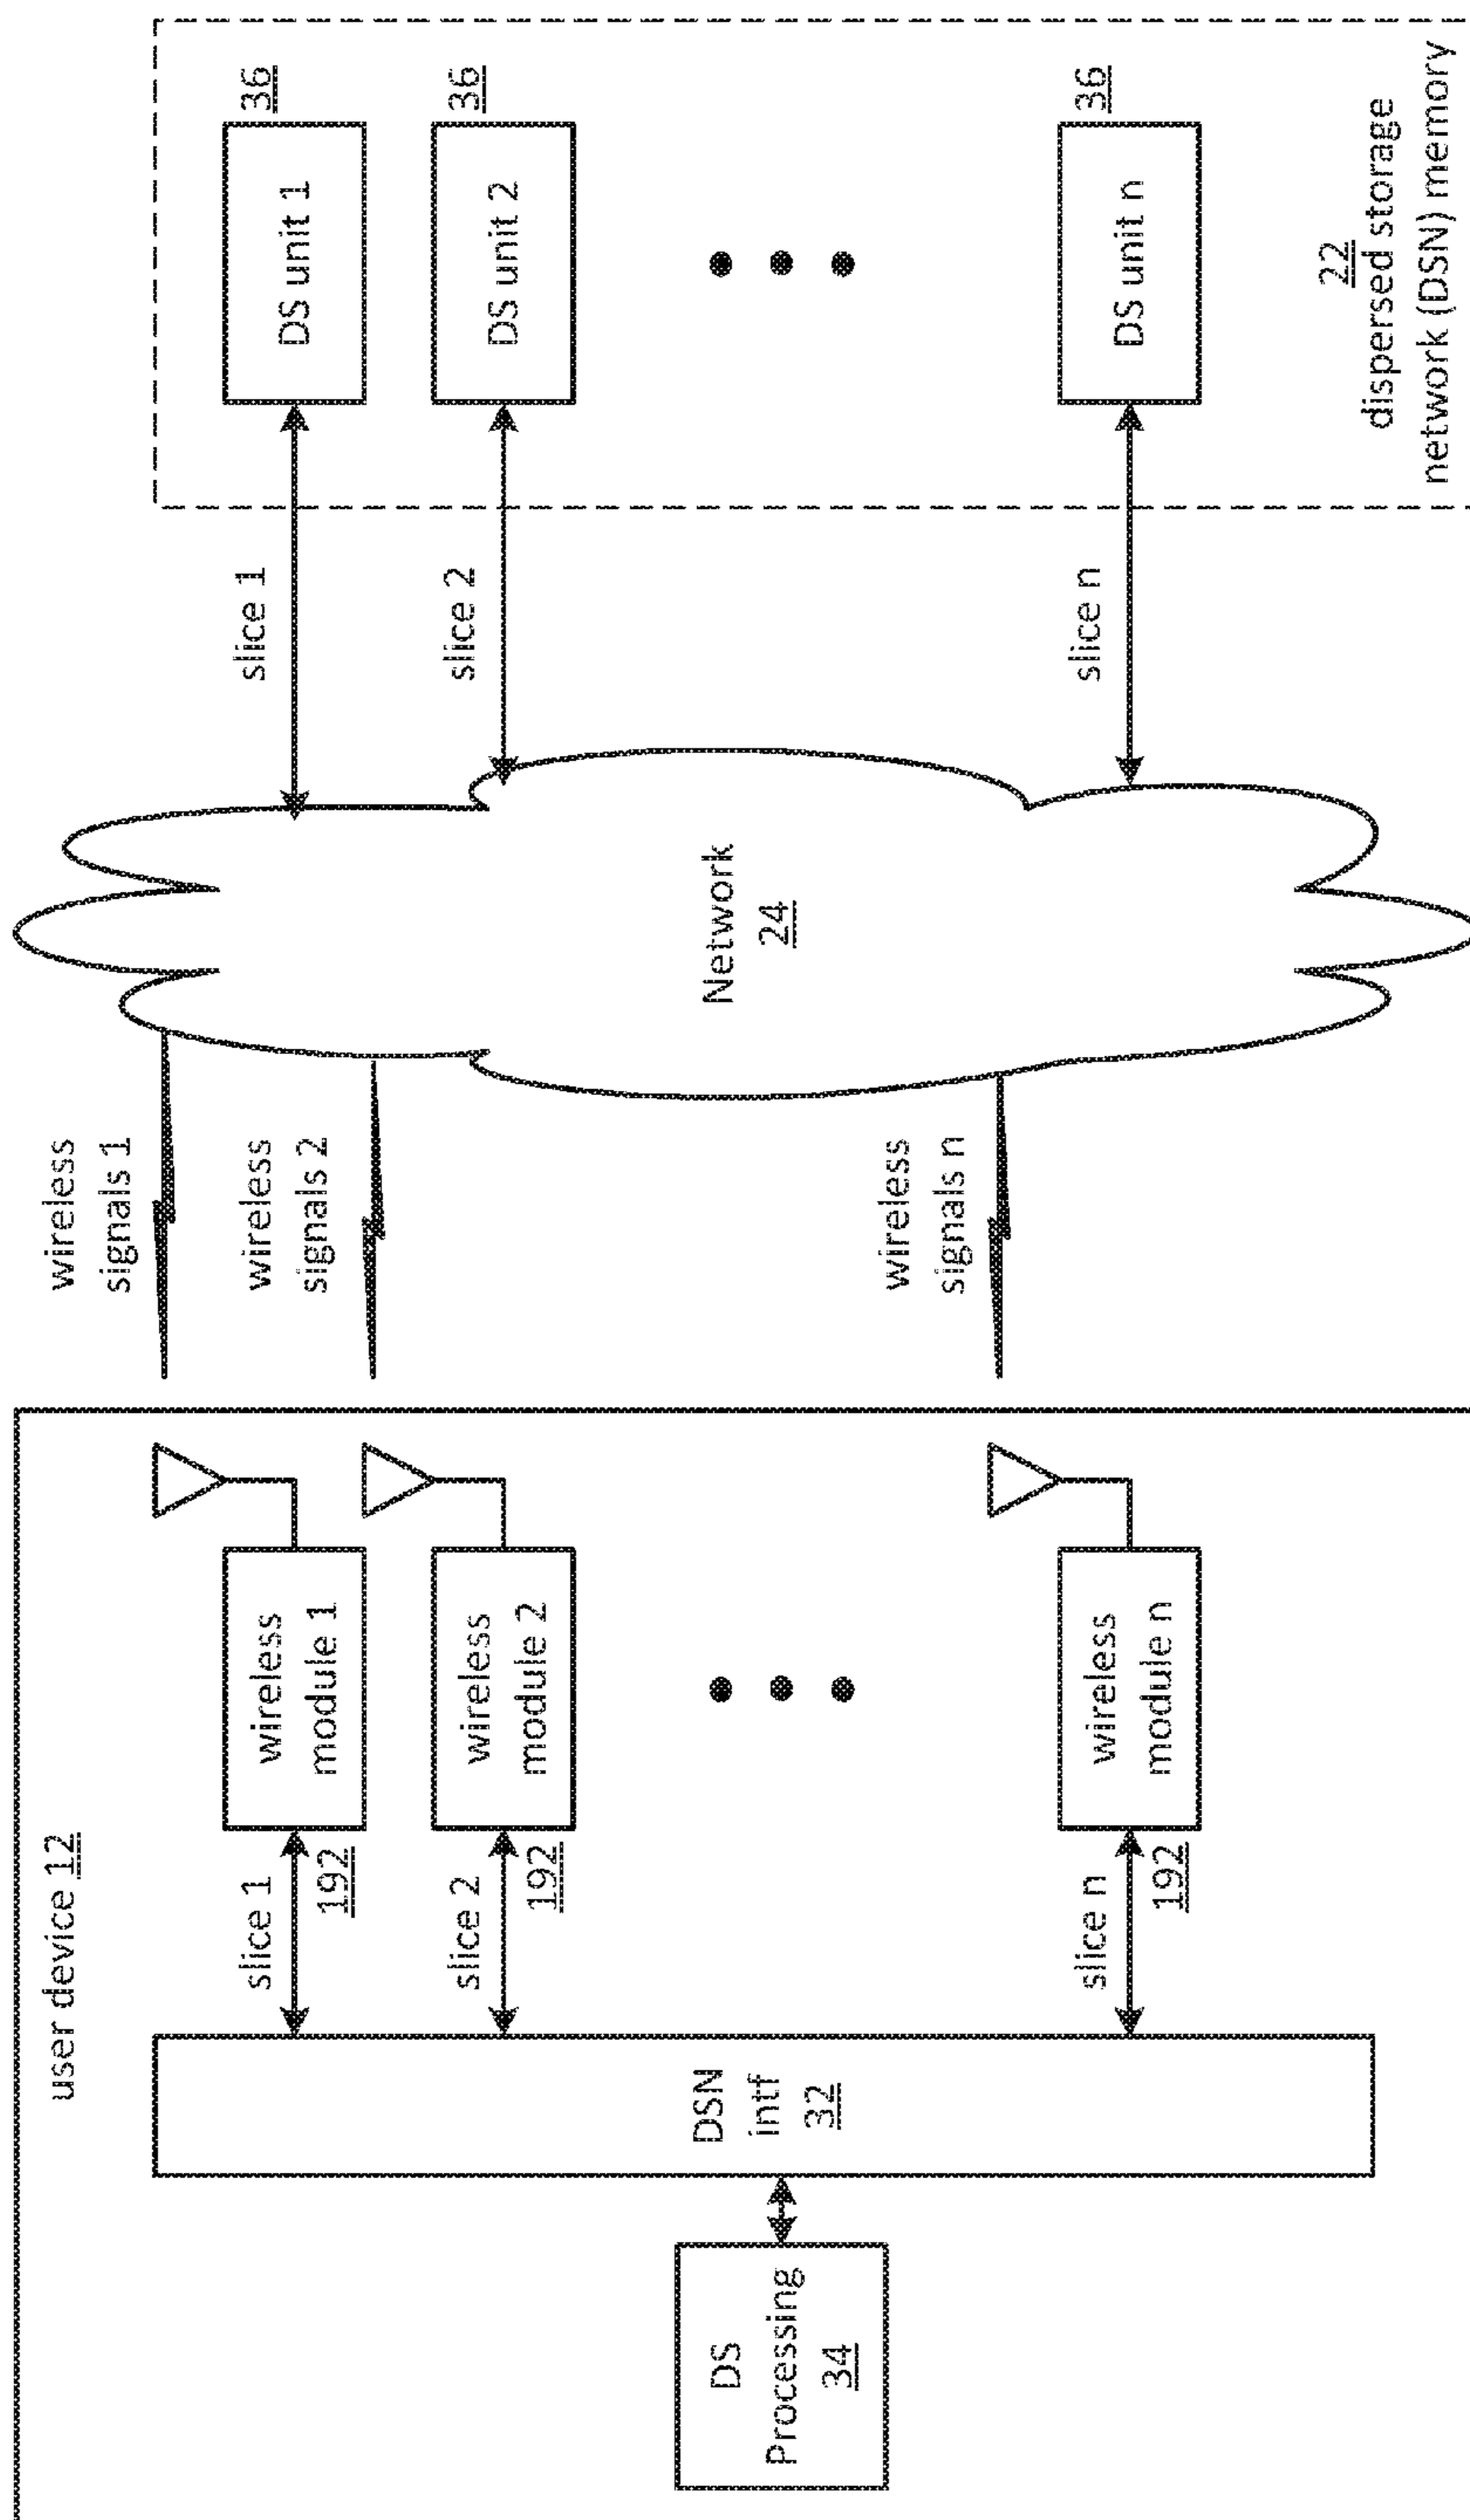 user device 12
DS
Processing
34
DSN
intf
32
slice 1
192
slice 2
192
slice n
192
wireless
module 1
wireless
module 2
wireless
module n
wireless
signals 1
wireless
signals 2
wireless
signals n
Network
24
slice 1
slice 2
slice n
DS unit 1
36
DS unit 2
36
DS unit n
36
22
dispersed storage
network (DSN) memory